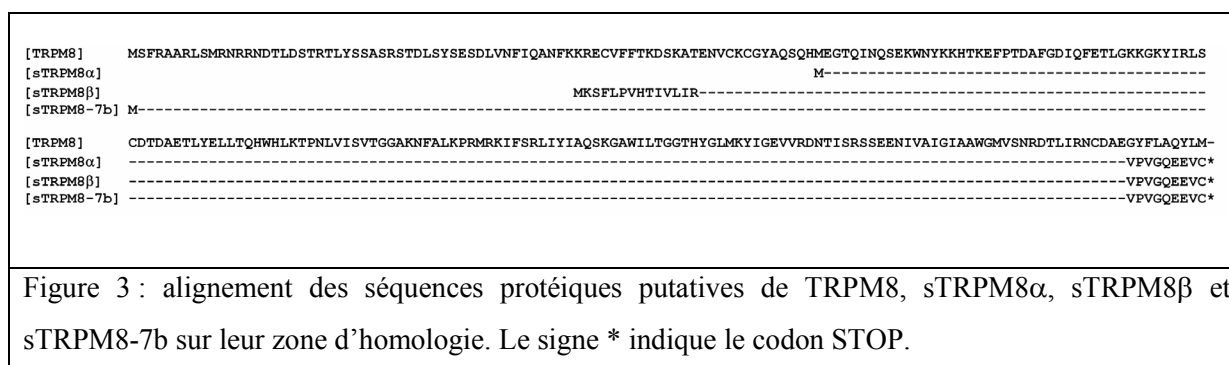 [TRPM8] MSFRAARLSMRNRRNDTLDSTRTLYSSASRSTDLSYSESDLVNFIQANFKKRECVFFTKDSKATENVCKCGYAQSQHMEGTQINQSEKWNYKKHTKEFPTDAFGDIQFETLGKKGKYIRLS
[sTRPM8α] M--------------------------------------------
[sTRPM8β] MKSFLPVHTIVLIR---------------------------------------------------------
[sTRPM8-7b] M------------------------------------------------------------------------------------------------------------------------
[TRPM8] CDTDAETLYELLTQHWHLKTPNLVISVTGGAKNFALKPRMRKIFSRLIYIAQSKGAWILTGGTHYGLMKYIGEVVRDNTISRSSEENIVAIGIAAWGMVSNRDTLIRNCDAEGYFLAQYLM-
[sTRPM8α] ----------------------------------------------------------------------------------------------------------------VPVGQEEVC*
[sTRPM8β] ----------------------------------------------------------------------------------------------------------------VPVGQEEVC*
[sTRPM8-7b] ----------------------------------------------------------------------------------------------------------------VPVGQEEVC*
Figure 3 : alignement des séquences protéiques putatives de TRPM8, sTRPM8α, sTRPM8β et
sTRPM8-7b sur leur zone d’homologie. Le signe * indique le codon STOP.